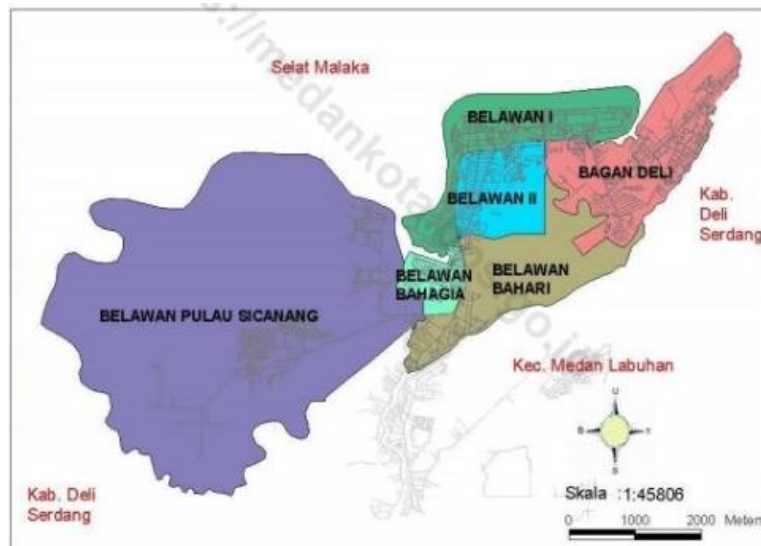 Selat Malaka
BELAWAN I
BAGAN DELI
BELAWAN II
Kab.
Deli
Serdang
BELAWAN
BAHAGIA
BELAWAN
BAHARI
BELAWAN PULAU SICANANG
Kec. Medan Labuhan
U
B
T
S
Kab. Deli
Serdang
Skala : 1:45806
0 1000 2000 Meter